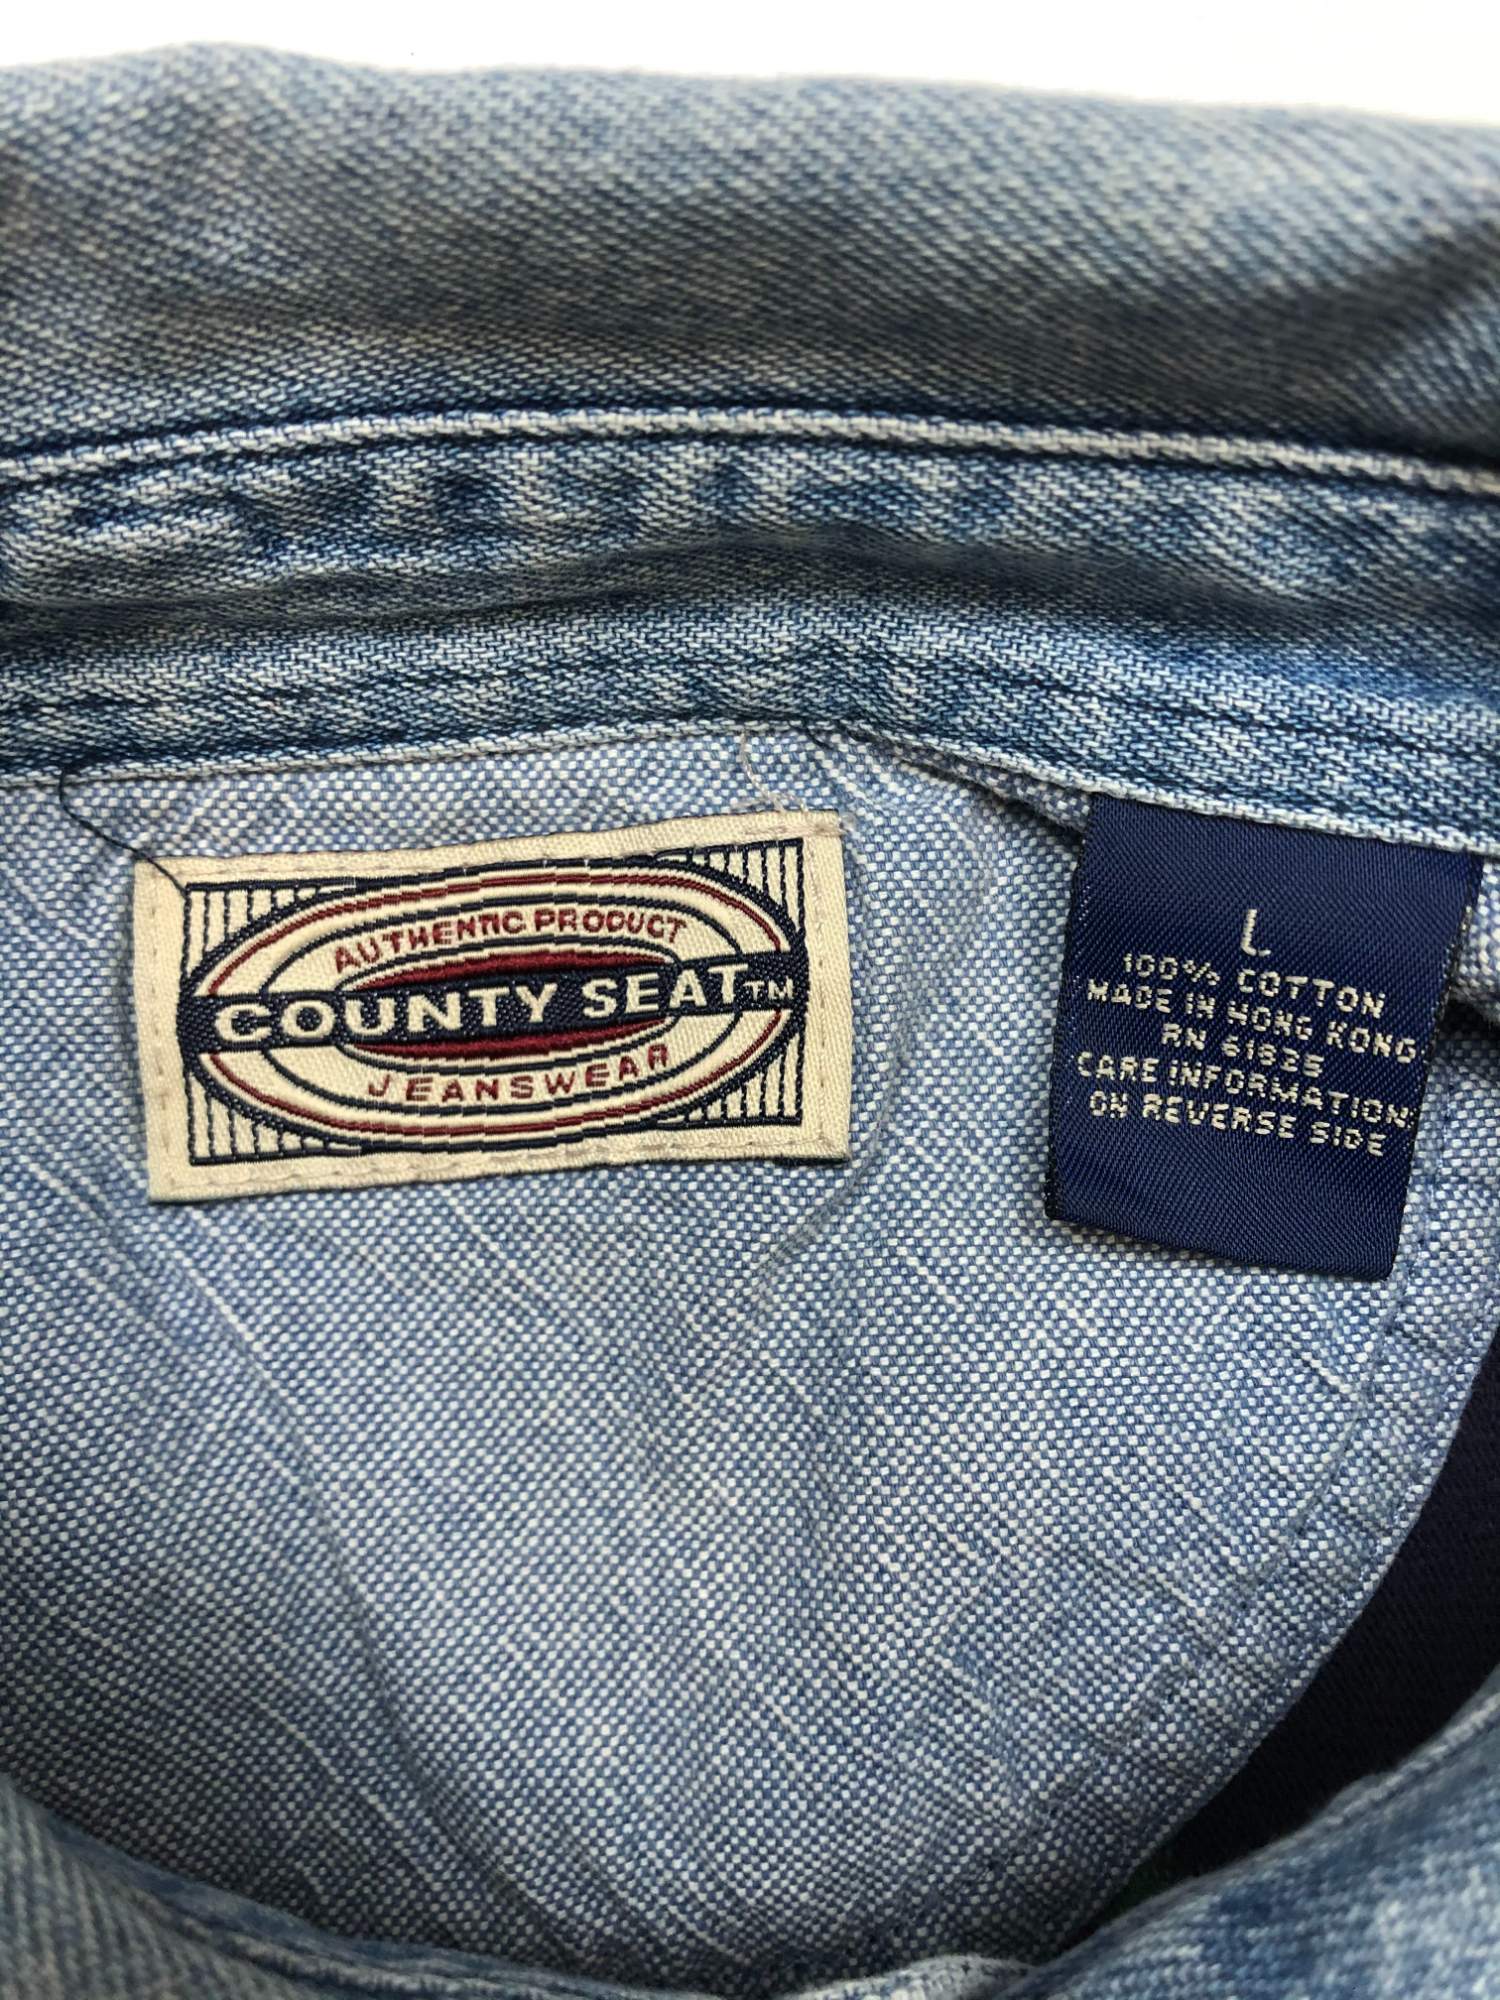 AUTHENTIC PRODUCT
COUNTY SEAT™
JEANSWEAR
L
100% COTTON
MADE IN HONG KONG
RN 61835
CARE INFORMATION
ON REVERSE SIDE